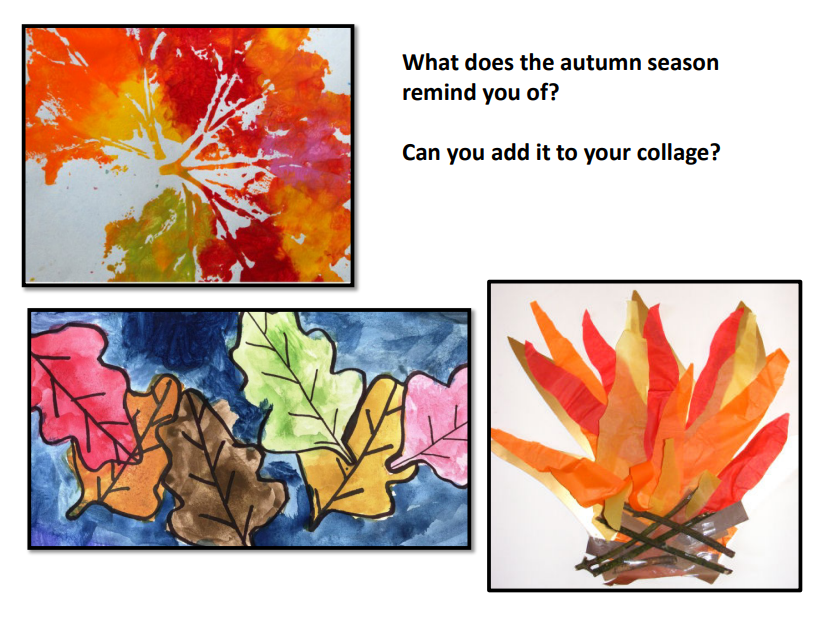 What does the autumn season
remind you of?
Can you add it to your collage?